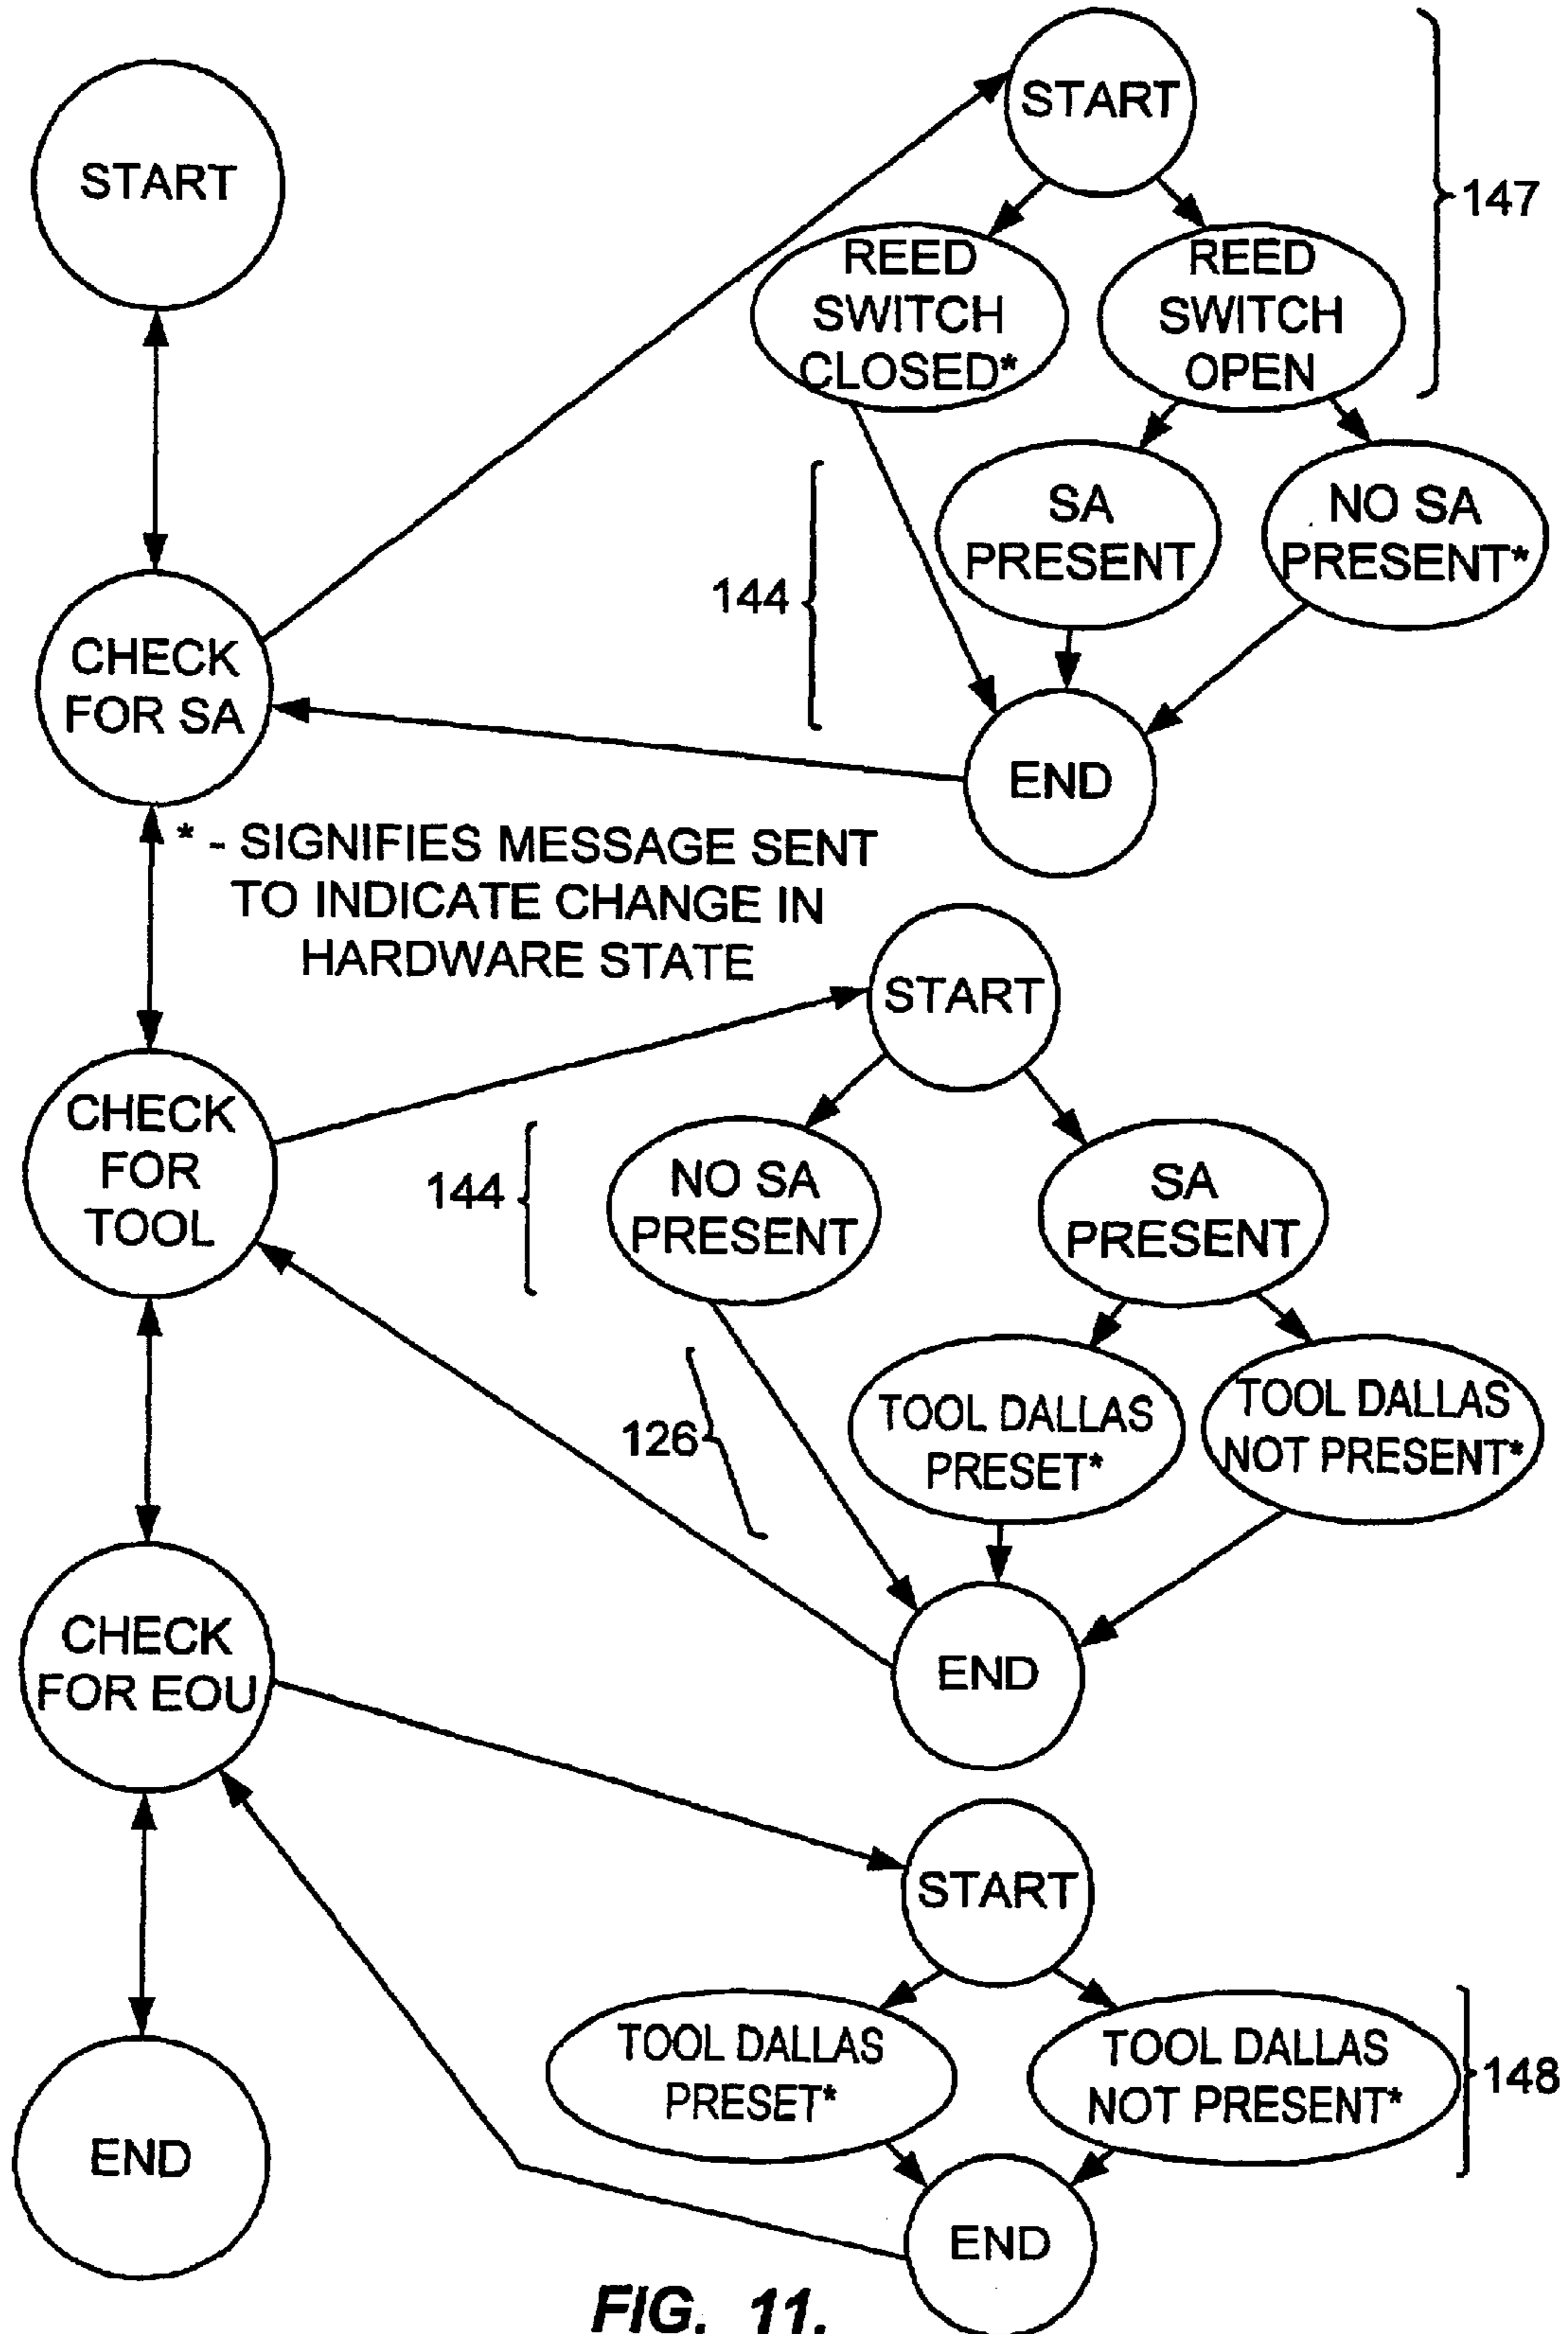 START
START
147
REED
SWITCH
CLOSED*
REED
SWITCH
OPEN
SA
PRESENT
NO SA
PRESENT*
144
CHECK
FOR SA
END
* - SIGNIFIES MESSAGE SENT
TO INDICATE CHANGE IN
HARDWARE STATE
START
CHECK
FOR
TOOL
144
NO SA
PRESENT
SA
PRESENT
126
TOOL DALLAS
PRESET*
TOOL DALLAS
NOT PRESENT*
CHECK
FOR EOU
END
START
TOOL DALLAS
PRESET*
TOOL DALLAS
NOT PRESENT*
148
END
END
FIG. 11.